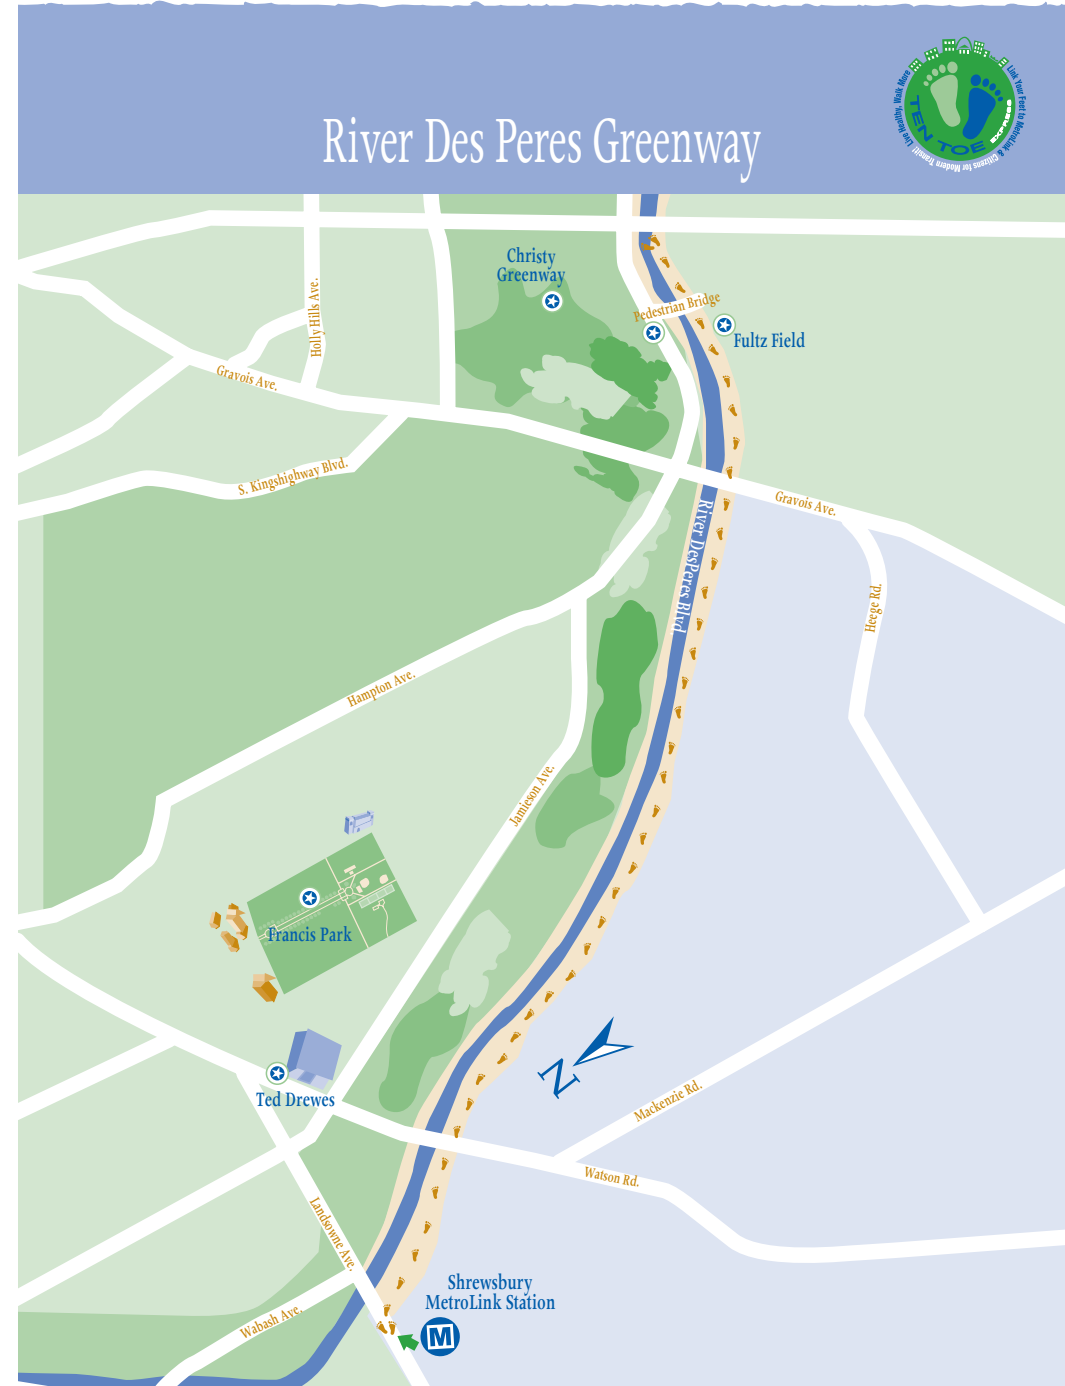 River Des Peres Greenway
Live Healthy, Walk More
Link Your Feet to MetroLink &
Citizens for Modern Transit!
TEN TOE EXPRESS
Christy
Greenway
Pedestrian Bridge
Fultz Field
Holly Hills Ave.
Gravois Ave.
S. Kingshighway Blvd.
Gravois Ave.
River DesPeres Blvd.
Heege Rd.
Hampton Ave.
Jamieson Ave.
Francis Park
N
Ted Drewes
Mackenzie Rd.
Watson Rd.
Landsowne Ave.
Shrewsbury
MetroLink Station
Wabash Ave.
M